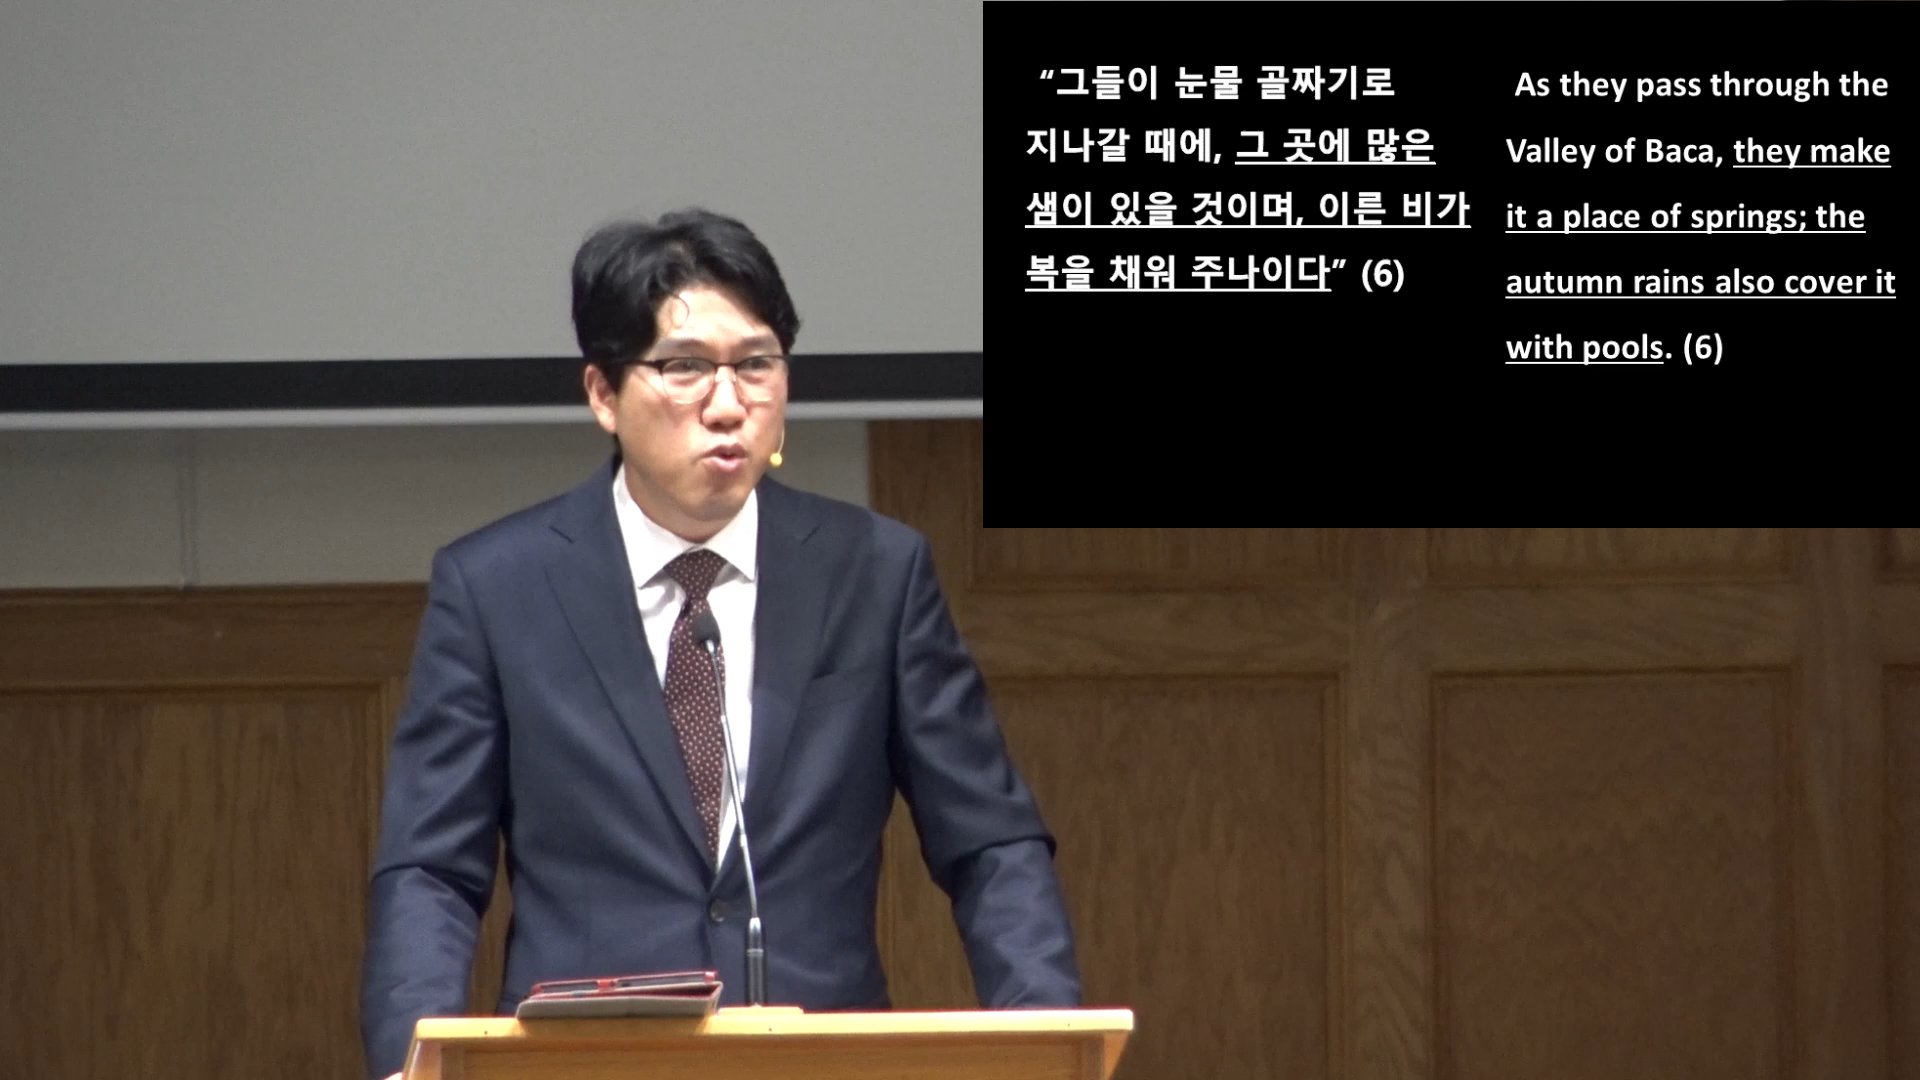 “그들이 눈물 골짜기로
지나갈 때에, 그 곳에 많은
샘이 있을 것이며, 이른 비가
복을 채워 주나이다” (6)
As they pass through the
Valley of Baca, they make
it a place of springs; the
autumn rains also cover it
with pools. (6)